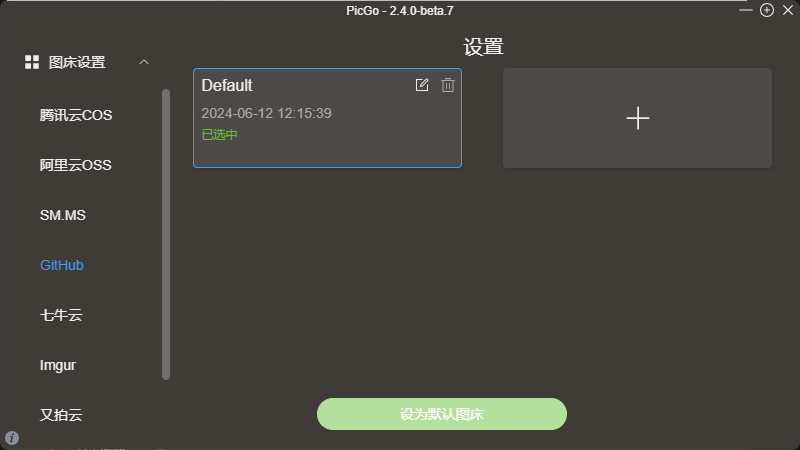 PicGo - 2.4.0-beta.7
图床设置
腾讯云COS
阿里云OSS
SM.MS
GitHub
七牛云
Imgur
又拍云
设置
Default
2024-06-12 12:15:39
已选中
设为默认图床